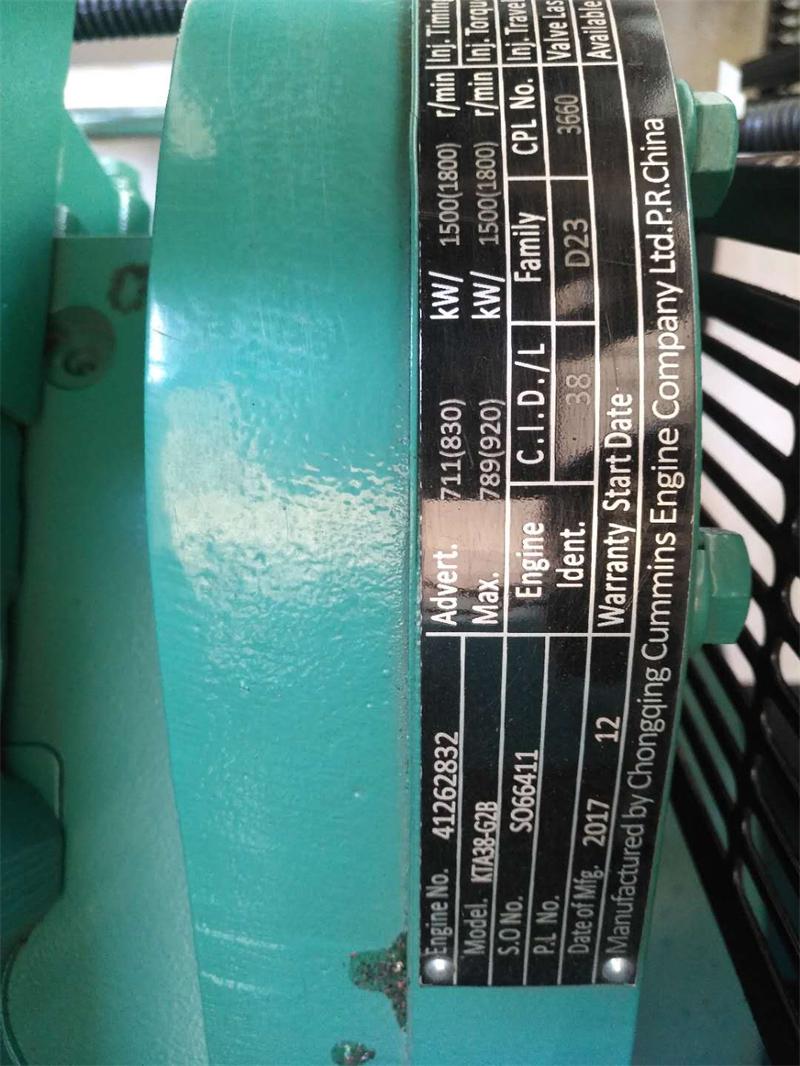 Engine No. 41262832 Advert. 711(830) kW/ 1500(1800) r/min Inj. Timing
Model. KTA38-G2B Max. 789(920) kW/ 1500(1800) r/min Inj. Torque
S.O No. SO66411 Engine Ident. C.I.D./L Family CPL No. Inj. Travel
P.L No. 38 D23 3660 Valve Las
Date of Mfg. 2017 12 Warranty Start Date Available
Manufactured by Chongqing Cummins Engine Company Ltd.P.R.China